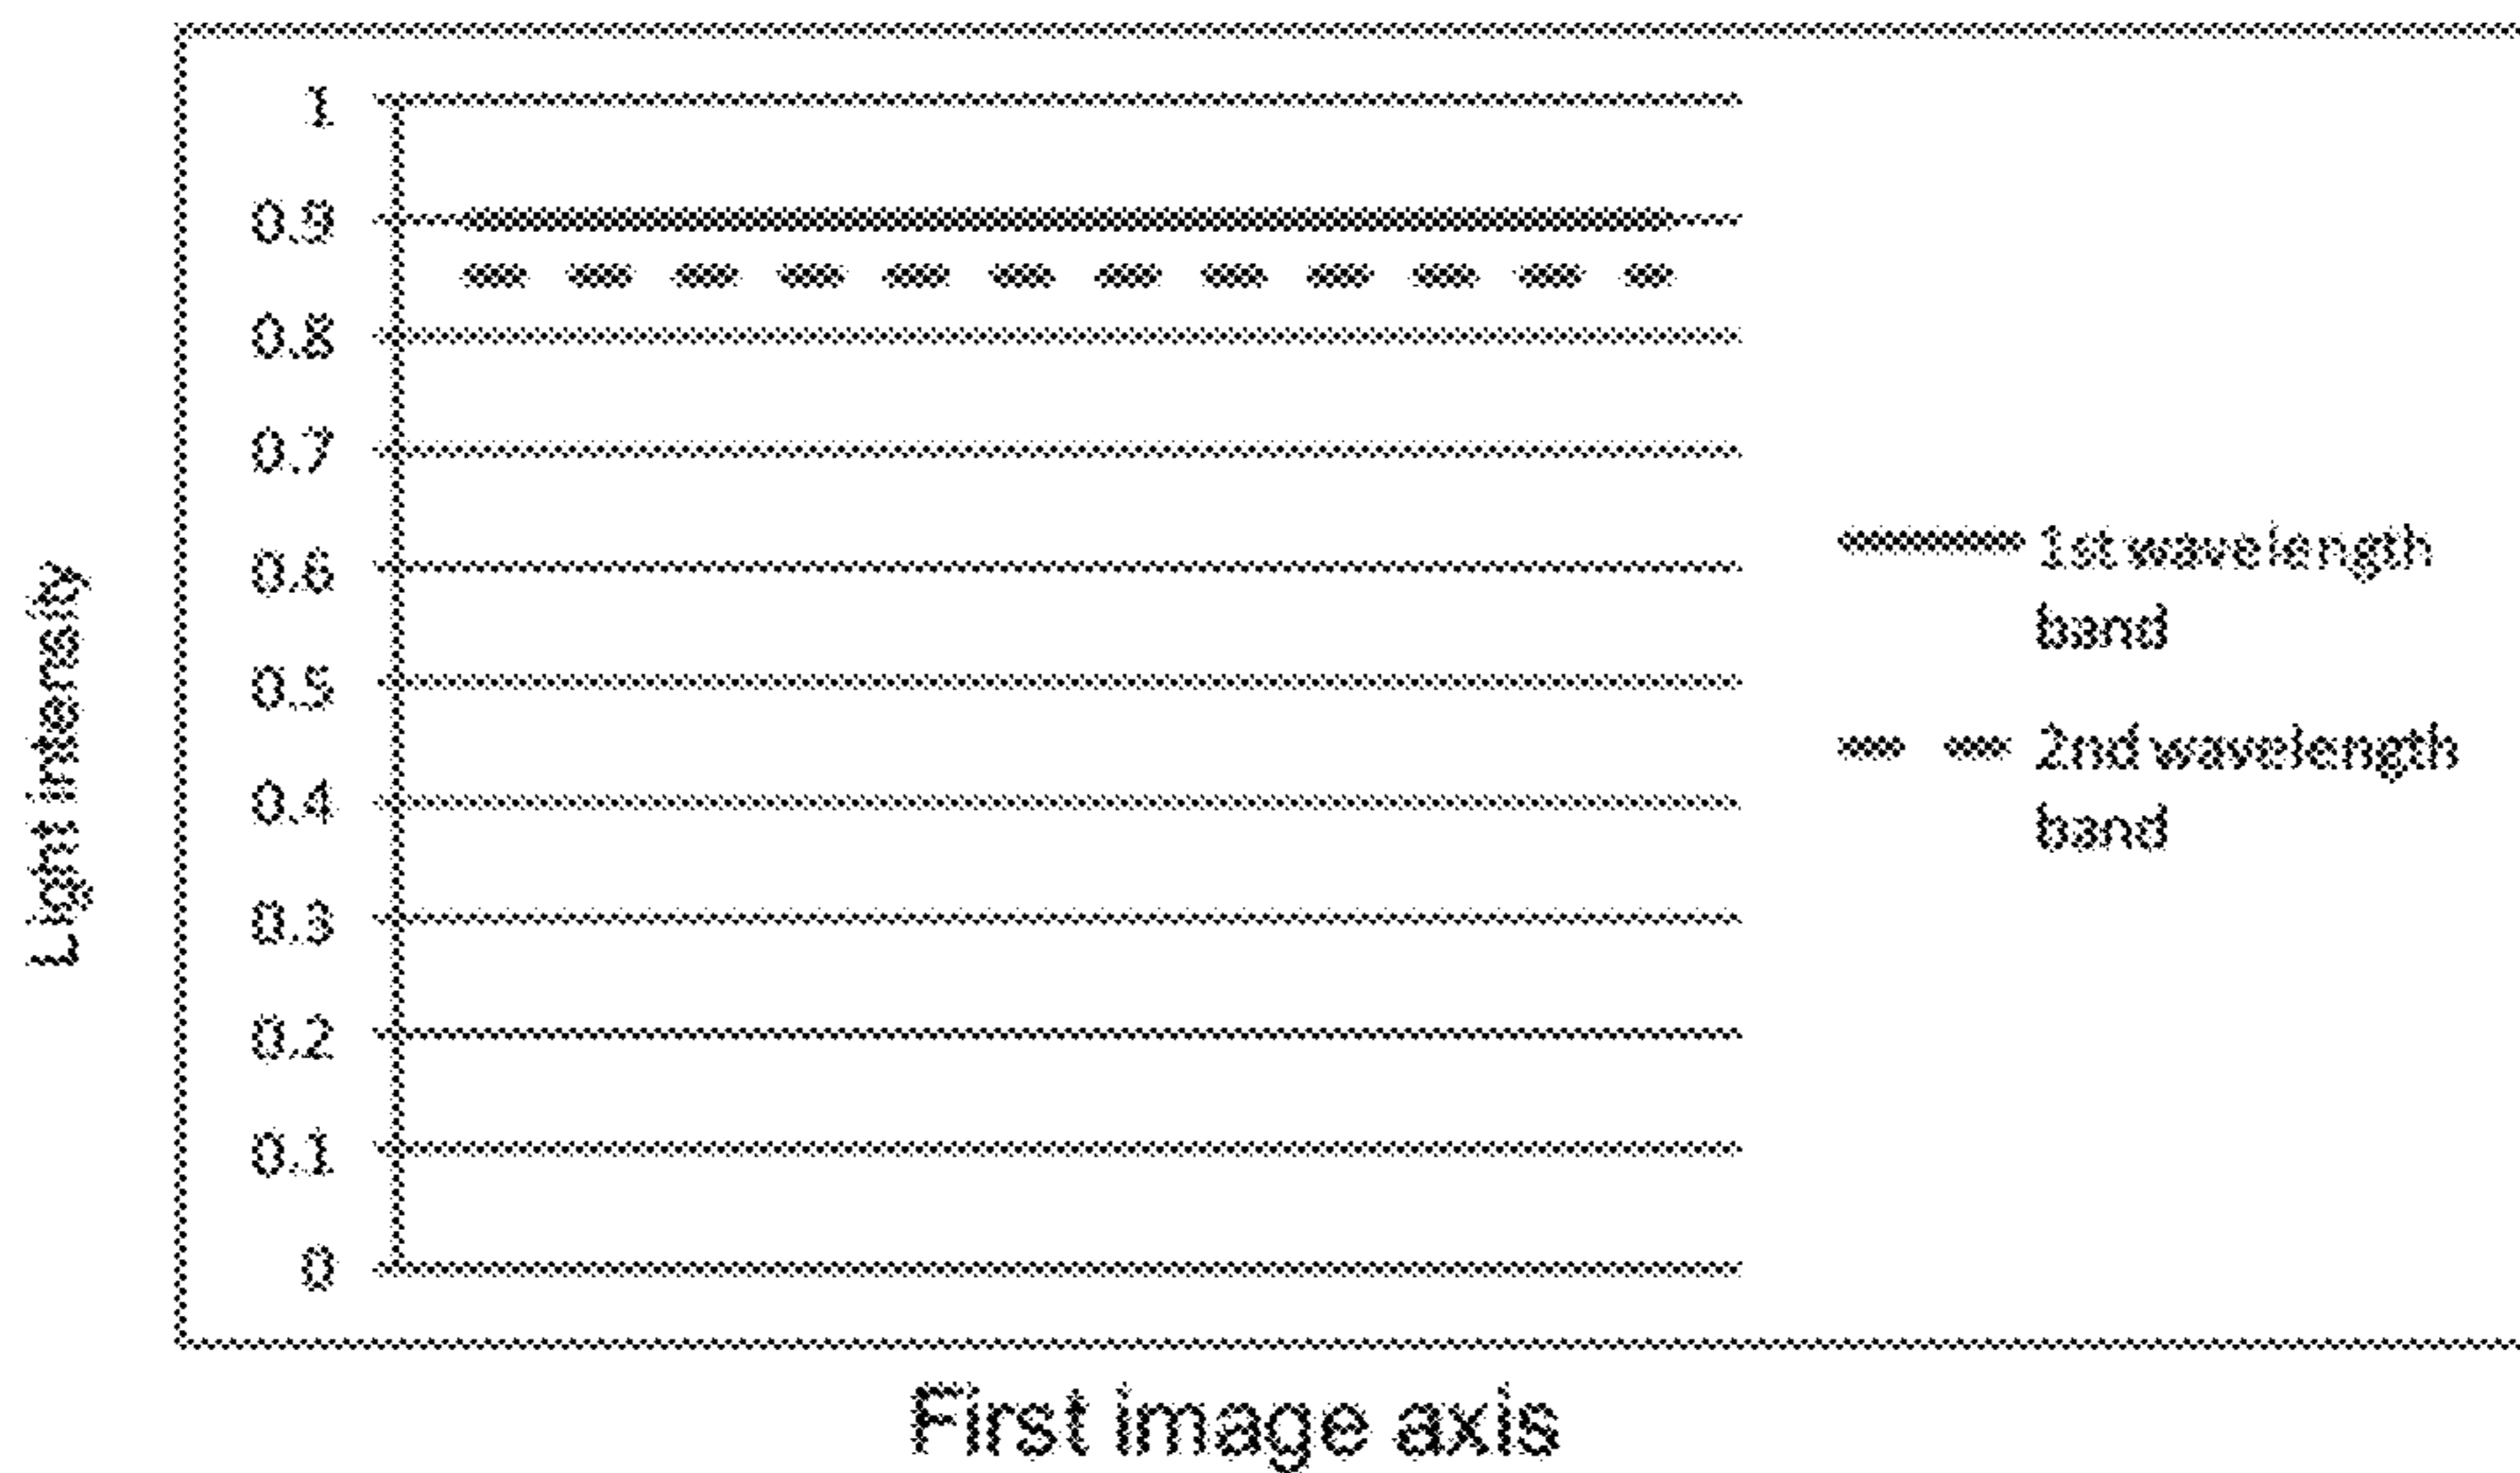 Light intensity
1
0.9
0.8
0.7
0.6
0.5
0.4
0.3
0.2
0.1
0
1st wavelength
band
2nd wavelength
band
First image axis